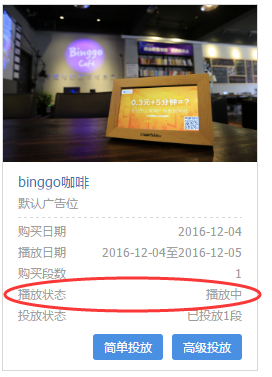 Binggo
Café
0.3元+5分钟=?
binggo咖啡
默认广告位
购买日期 2016-12-04
播放日期 2016-12-04至2016-12-05
购买段数 1
播放状态 播放中
投放状态 已投放1段
简单投放 高级投放